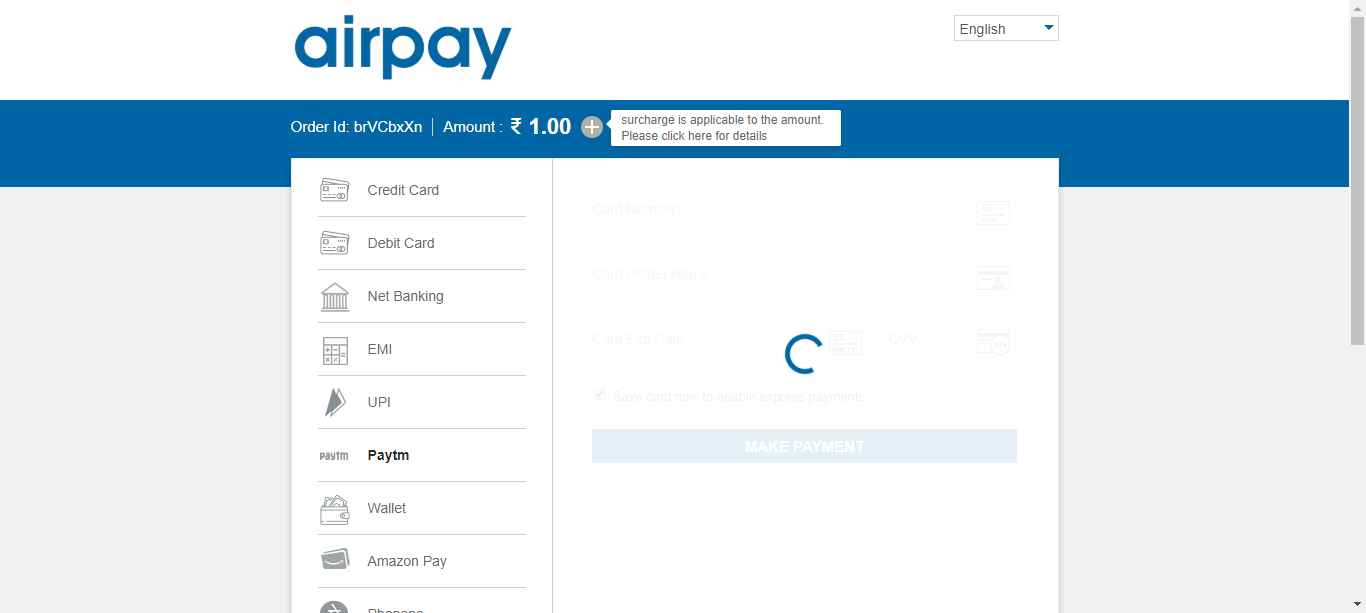 airpay
English
Order Id: brVCbxXn
Amount : ₹ 1.00
surcharge is applicable to the amount.
Please click here for details
Credit Card
Debit Card
Net Banking
EMI
UPI
paytm Paytm
Wallet
Amazon Pay
Phonepe
Card Number
Card Holder Name
Card Exp Date
MM/YY
CVV
Save card now to enable express payments
MAKE PAYMENT